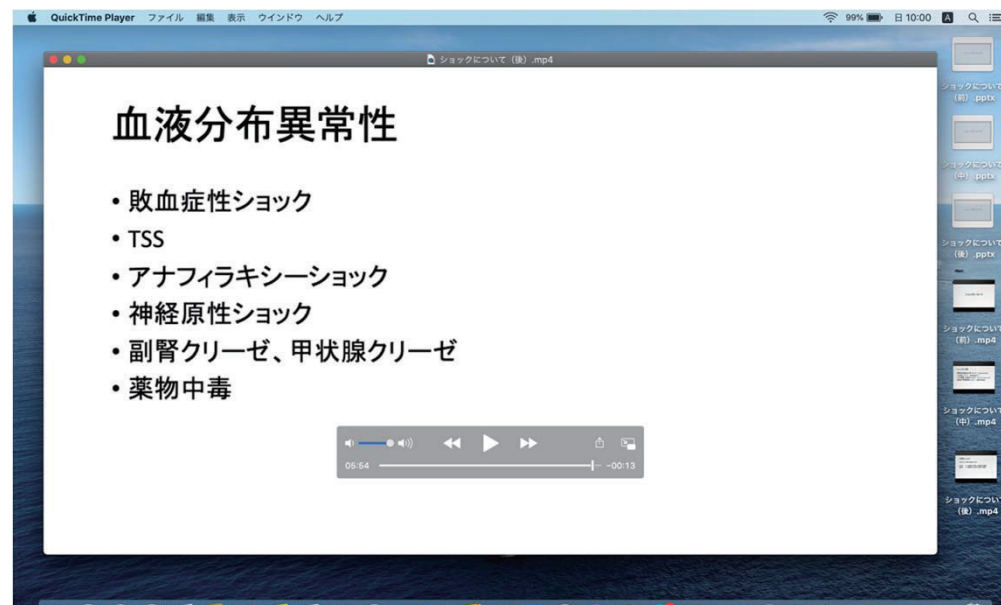 QuickTime Player ファイル 編集 表示 ウインドウ ヘルプ 99% 日 10:00 A
ショックについて（後）.mp4
血液分布異常性
• 敗血症性ショック
• TSS
• アナフィラキシーショック
• 神経原性ショック
• 副腎クリーゼ、甲状腺クリーゼ
• 薬物中毒
05:54 -00:13
ショックについて
（前）.pptx
ショックについて
（中）.pptx
ショックについて
（後）.pptx
ショックについて
（前）.mp4
ショックについて
（中）.mp4
ショックについて
（後）.mp4